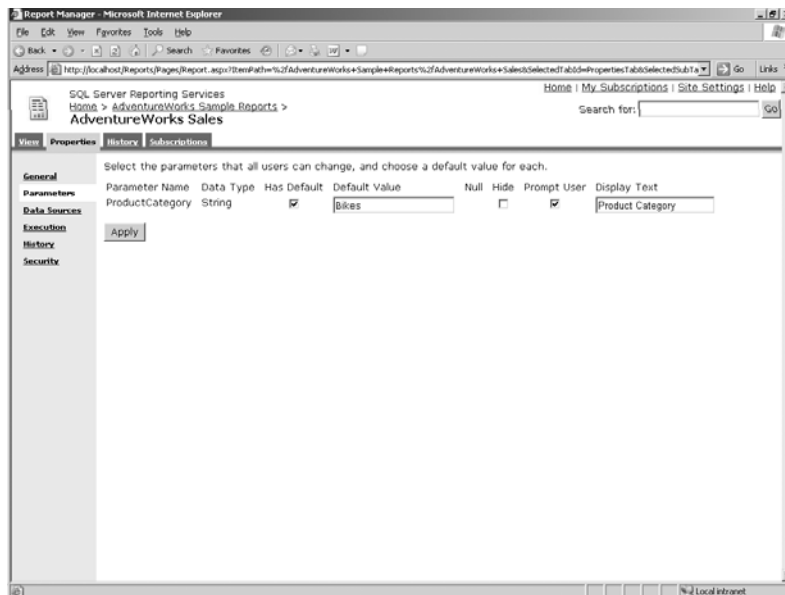 Report Manager - Microsoft Internet Explorer
File Edit View Favorites Tools Help
Back Search Favorites
Address http://localhost/Reports/Pages/Report.aspx?ItemPath=%2fAdventureWorks+Sample+Reports%2fAdventureWorks+Sales&SelectedTabId=PropertiesTab&SelectedSubTa Go Links
Home | My Subscriptions | Site Settings | Help
SQL Server Reporting Services
Home > AdventureWorks Sample Reports >
AdventureWorks Sales
Search for: Go
View Properties History Subscriptions
General
Parameters
Data Sources
Execution
History
Security
Select the parameters that all users can change, and choose a default value for each.
Parameter Name Data Type Has Default Default Value Null Hide Prompt User Display Text
ProductCategory String Bikes Product Category
Apply
Local intranet